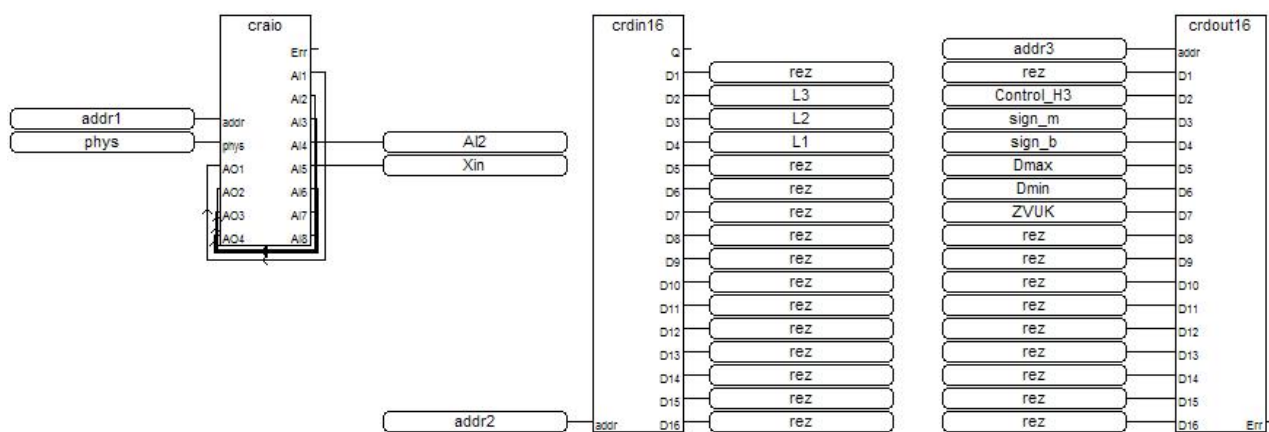 craio
Err
AI1
AI2
AI3
AI4
AI5
AI6
AI7
AI8
addr
phys
AO1
AO2
AO3
AO4
addr1
phys
AI2
Xin
crdin16
Q
D1 rez
D2 L3
D3 L2
D4 L1
D5 rez
D6 rez
D7 rez
D8 rez
D9 rez
D10 rez
D11 rez
D12 rez
D13 rez
D14 rez
D15 rez
D16 rez
addr2 addr
crdout16
addr3 addr
rez D1
Control_H3 D2
sign_m D3
sign_b D4
Dmax D5
Dmin D6
ZVUK D7
rez D8
rez D9
rez D10
rez D11
rez D12
rez D13
rez D14
rez D15
rez D16 Err